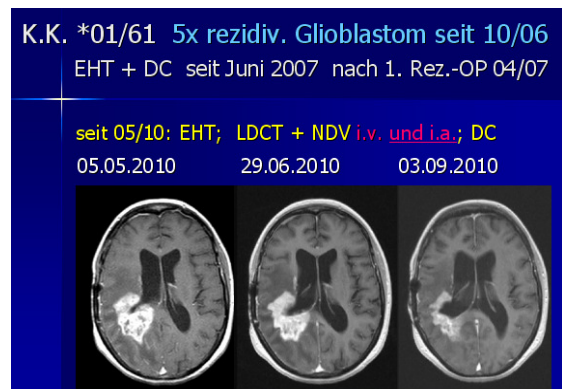 K.K. *01/61 5x rezidiv. Glioblastom seit 10/06
EHT + DC seit Juni 2007 nach 1. Rez.-OP 04/07
seit 05/10: EHT; LDCT + NDV i.v. und i.a.; DC
05.05.2010 29.06.2010 03.09.2010